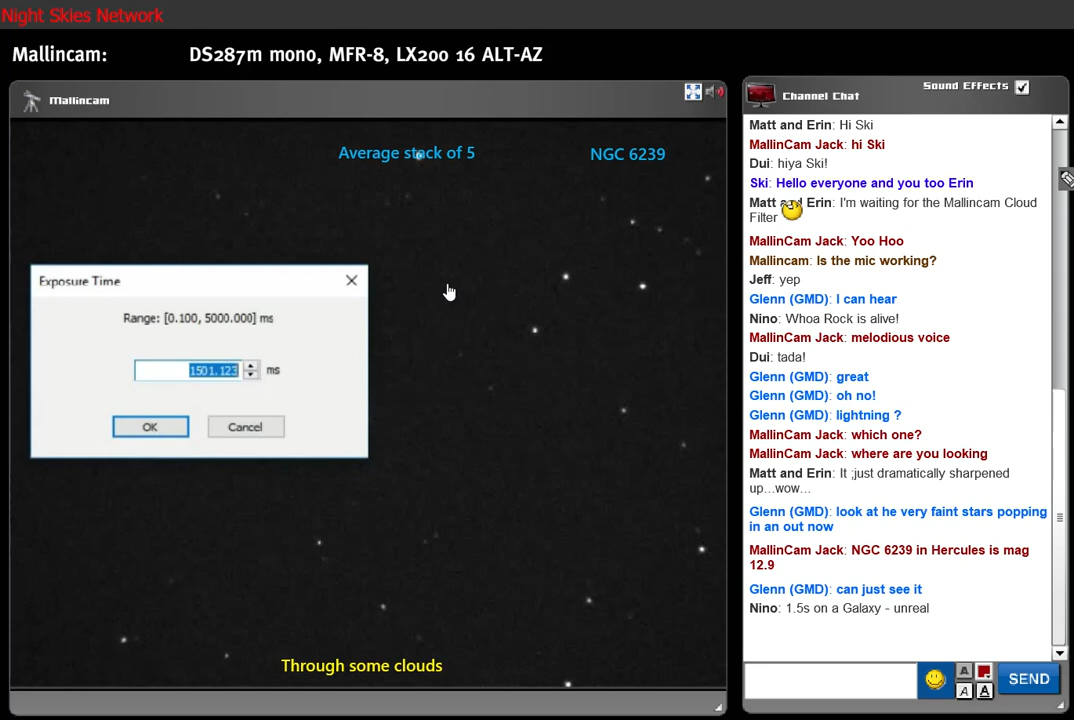 Night Skies Network
Mallincam: DS287m mono, MFR-8, LX200 16 ALT-AZ
Mallincam
Average stack of 5
NGC 6239
Exposure Time
Range: [0.100, 5000.000] ms
1501.123 ms
OK
Cancel
Through some clouds
Channel Chat
Sound Effects
Matt and Erin: Hi Ski
MallinCam Jack: hi Ski
Dui: hiya Ski!
Ski: Hello everyone and you too Erin
Matt and Erin: I'm waiting for the Mallincam Cloud
Filter
MallinCam Jack: Yoo Hoo
Mallincam: Is the mic working?
Jeff: yep
Glenn (GMD): I can hear
Nino: Whoa Rock is alive!
MallinCam Jack: melodious voice
Dui: tada!
Glenn (GMD): great
Glenn (GMD): oh no!
Glenn (GMD): lightning ?
MallinCam Jack: which one?
MallinCam Jack: where are you looking
Matt and Erin: It ;just dramatically sharpened
up...wow...
Glenn (GMD): look at he very faint stars popping
in an out now
MallinCam Jack: NGC 6239 in Hercules is mag
12.9
Glenn (GMD): can just see it
Nino: 1.5s on a Galaxy - unreal
A
A
A
SEND